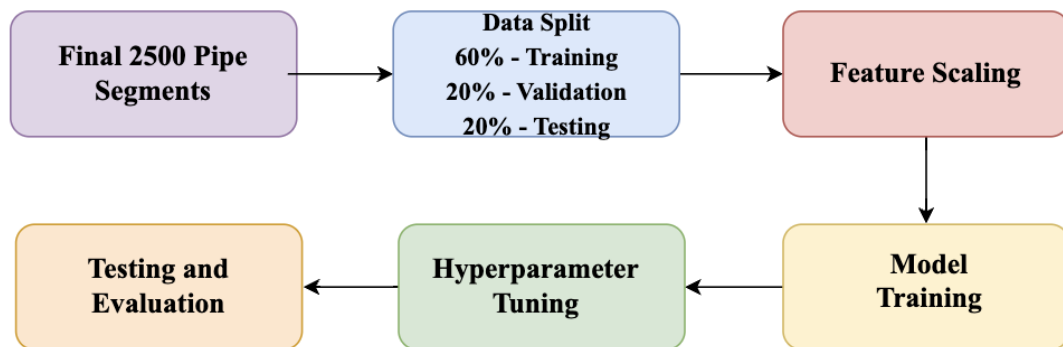 Final 2500 Pipe
Segments
Data Split
60% - Training
20% - Validation
20% - Testing
Feature Scaling
Model
Training
Hyperparameter
Tuning
Testing and
Evaluation